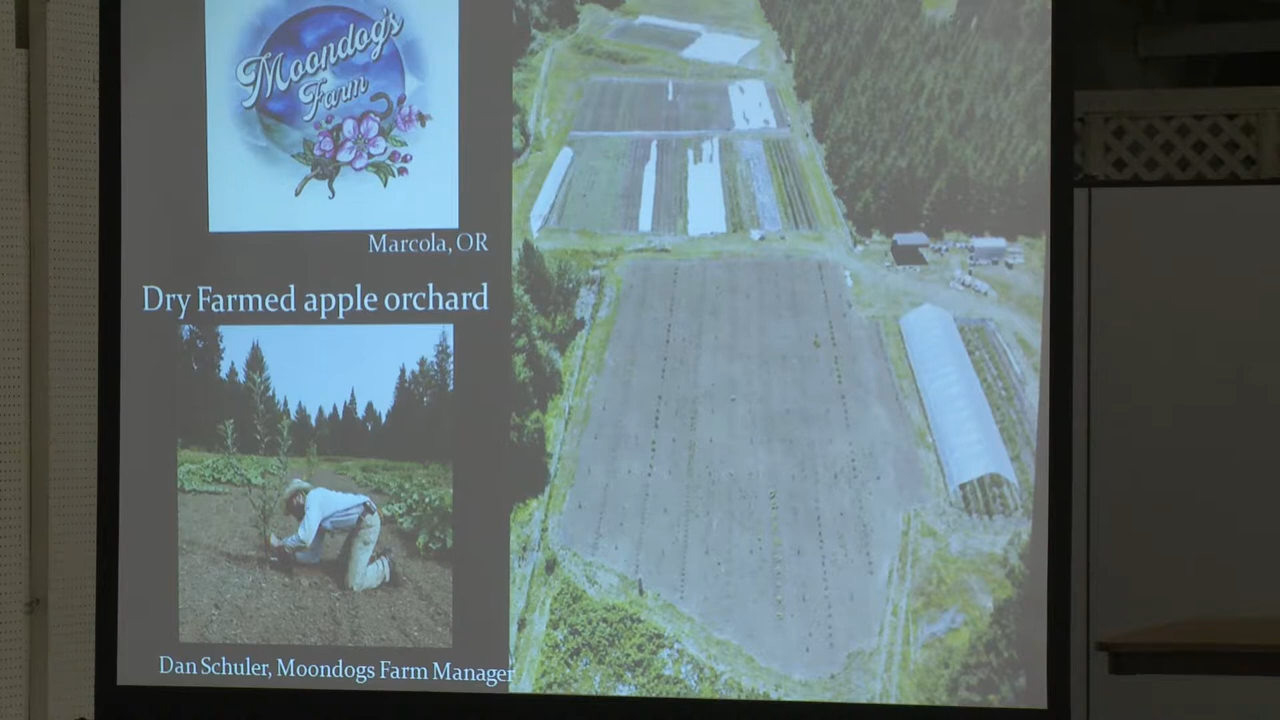 Moondog's
Farm
Marcola, OR
Dry Farmed apple orchard
Dan Schuler, Moondogs Farm Manager